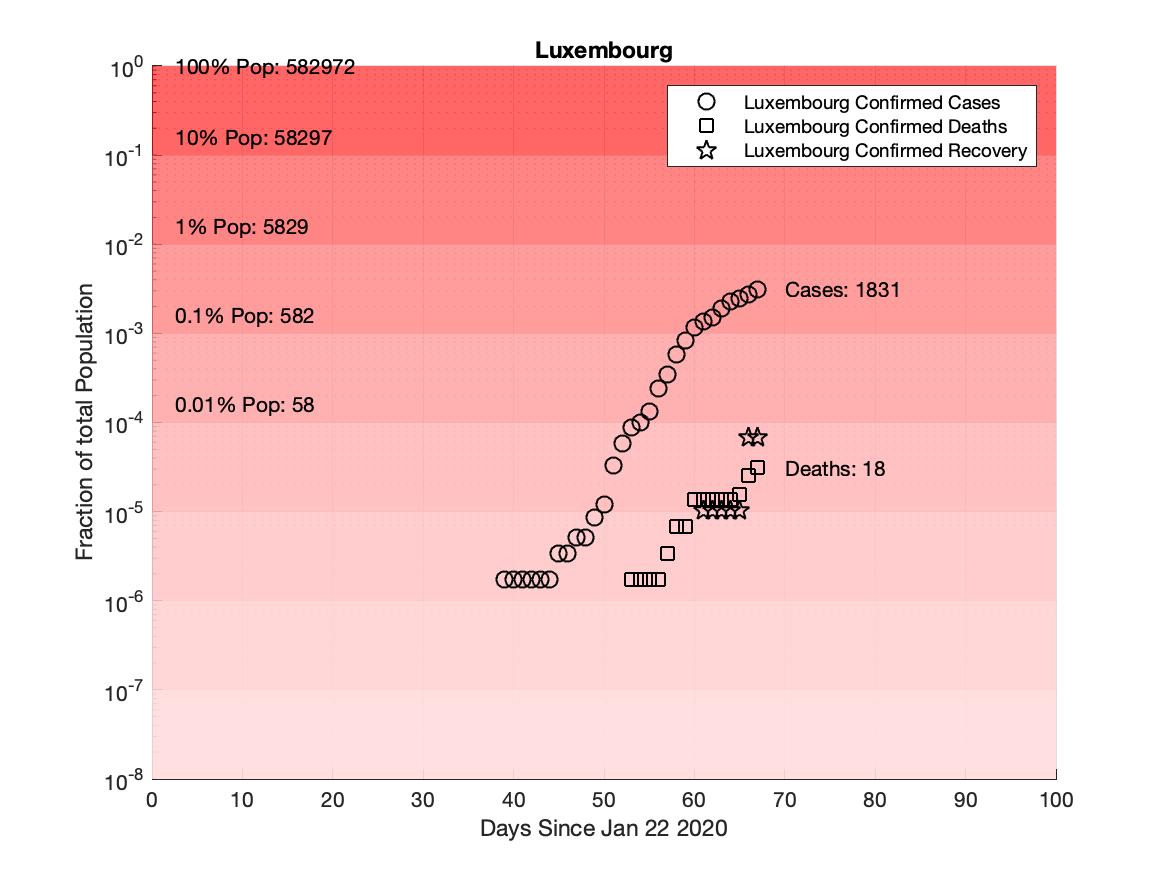 Luxembourg
10^0
100% Pop: 582972
Luxembourg Confirmed Cases
Luxembourg Confirmed Deaths
Luxembourg Confirmed Recovery
10% Pop: 58297
10^-1
1% Pop: 5829
10^-2
Cases: 1831
0.1% Pop: 582
10^-3
0.01% Pop: 58
10^-4
Deaths: 18
10^-5
10^-6
10^-7
10^-8
Fraction of total Population
0 10 20 30 40 50 60 70 80 90 100
Days Since Jan 22 2020